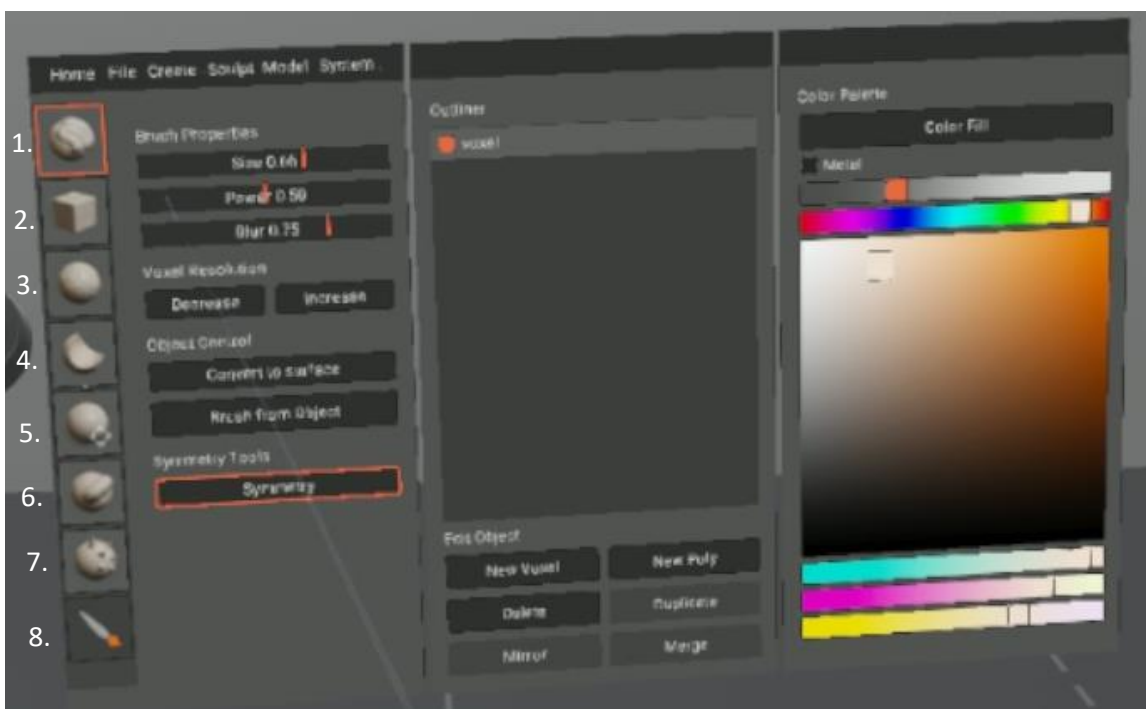 Home File Create Sculpt Model System
1.
2.
3.
4.
5.
6.
7.
8.
Brush Properties
Size 0.66
Power 0.50
Blur 0.75
Voxel Resolution
Decrease Increase
Object Control
Convert to surface
Brush from Object
Symmetry Tools
Symmetry
Outliner
voxel
Edit Object
New Voxel New Poly
Delete Duplicate
Mirror Merge
Color Palette
Color Fill
Metal